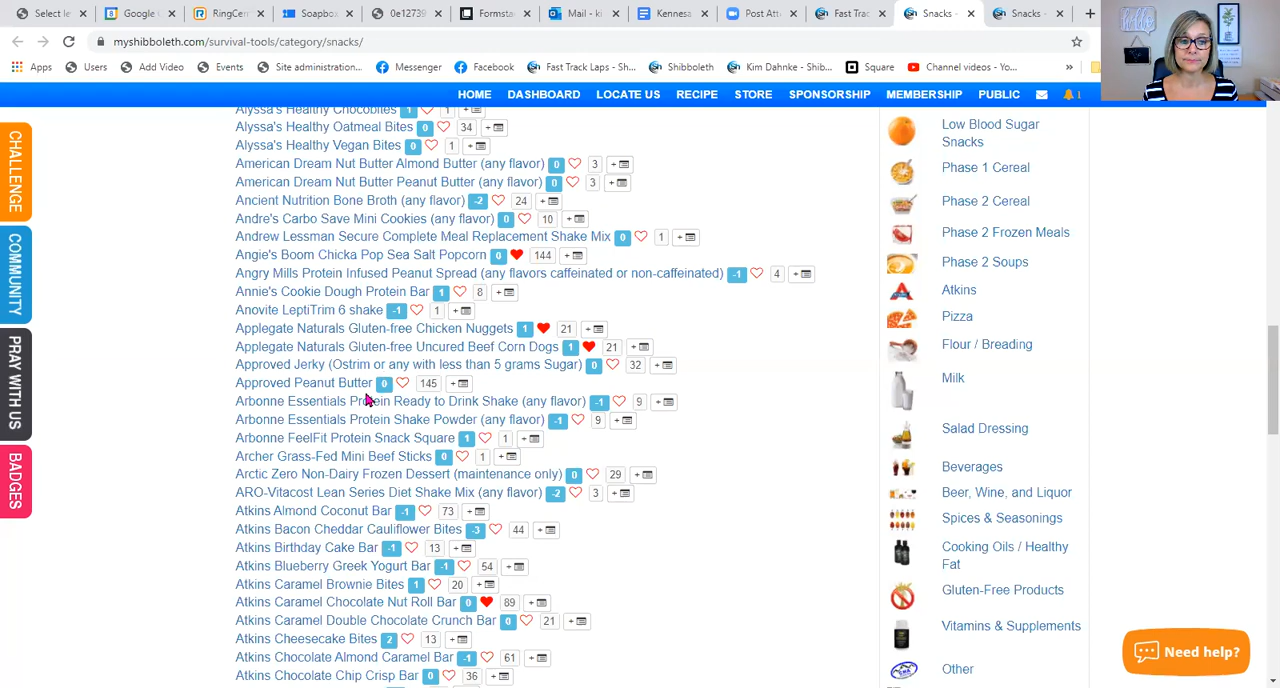 Select le
Google
RingCen
Soapbo
0e12739
Formsta
Mail - ki
Kennesa
Post Att
Fast Trac
Snacks -
Snacks -
myshibboleth.com/survival-tools/category/snacks/
Apps Users Add Video Events Site administration... Messenger Facebook Fast Track Laps - Sh... Shibboleth Kim Dahnke - Shib... Square Channel videos - Yo... »
HOME DASHBOARD LOCATE US RECIPE STORE SPONSORSHIP MEMBERSHIP PUBLIC 1
CHALLENGE
COMMUNITY
PRAY WITH US
BADGES
Alyssa's Healthy Chocobites 1 1 +
Alyssa's Healthy Oatmeal Bites 0 34 +
Alyssa's Healthy Vegan Bites 0 1 +
American Dream Nut Butter Almond Butter (any flavor) 0 3 +
American Dream Nut Butter Peanut Butter (any flavor) 0 3 +
Ancient Nutrition Bone Broth (any flavor) -2 24 +
Andre's Carbo Save Mini Cookies (any flavor) 0 10 +
Andrew Lessman Secure Complete Meal Replacement Shake Mix 0 1 +
Angie's Boom Chicka Pop Sea Salt Popcorn 0 144 +
Angry Mills Protein Infused Peanut Spread (any flavors caffeinated or non-caffeinated) -1 4 +
Annie's Cookie Dough Protein Bar 1 8 +
Anovite LeptiTrim 6 shake -1 1 +
Applegate Naturals Gluten-free Chicken Nuggets 1 21 +
Applegate Naturals Gluten-free Uncured Beef Corn Dogs 1 21 +
Approved Jerky (Ostrim or any with less than 5 grams Sugar) 0 32 +
Approved Peanut Butter 0 145 +
Arbonne Essentials Protein Ready to Drink Shake (any flavor) -1 9 +
Arbonne Essentials Protein Shake Powder (any flavor) -1 9 +
Arbonne FeelFit Protein Snack Square 1 1 +
Archer Grass-Fed Mini Beef Sticks 0 1 +
Arctic Zero Non-Dairy Frozen Dessert (maintenance only) 0 29 +
ARO-Vitacost Lean Series Diet Shake Mix (any flavor) -2 3 +
Atkins Almond Coconut Bar -1 73 +
Atkins Bacon Cheddar Cauliflower Bites -3 44 +
Atkins Birthday Cake Bar -1 13 +
Atkins Blueberry Greek Yogurt Bar -1 54 +
Atkins Caramel Brownie Bites 1 20 +
Atkins Caramel Chocolate Nut Roll Bar 0 89 +
Atkins Caramel Double Chocolate Crunch Bar 0 21 +
Atkins Cheesecake Bites 2 13 +
Atkins Chocolate Almond Caramel Bar -1 61 +
Atkins Chocolate Chip Crisp Bar 0 36 +
Low Blood Sugar
Snacks
Phase 1 Cereal
Phase 2 Cereal
Phase 2 Frozen Meals
Phase 2 Soups
Atkins
Pizza
Flour / Breading
Milk
Salad Dressing
Beverages
Beer, Wine, and Liquor
Spices & Seasonings
Cooking Oils / Healthy
Fat
Gluten-Free Products
Vitamins & Supplements
Other
Need help?
hello